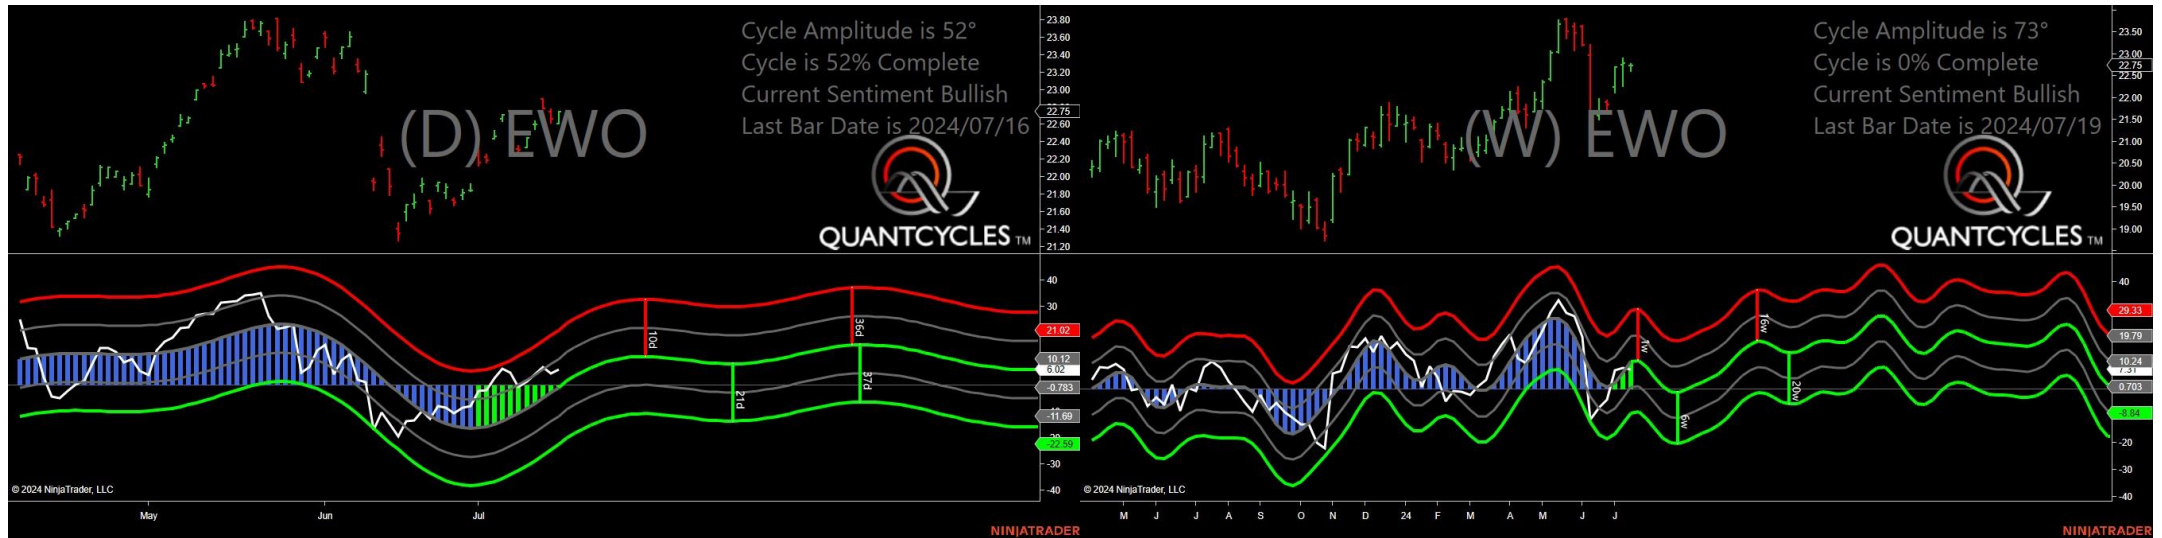 Cycle Amplitude is 52°
Cycle is 52% Complete
Current Sentiment Bullish
Last Bar Date is 2024/07/16
(D) EWO
QUANTCYCLES TM
23.80
23.60
23.40
23.20
23.00
22.75
22.60
22.40
22.20
22.00
21.80
21.60
21.40
21.20
40
30
21.02
10.12
6.02
-0.783
-11.69
-22.59
-30
-40
10d
21d
36d
37d
© 2024 NinjaTrader, LLC
May
Jun
Jul
NINJATRADER
Cycle Amplitude is 73°
Cycle is 0% Complete
Current Sentiment Bullish
Last Bar Date is 2024/07/19
(W) EWO
QUANTCYCLES TM
23.50
23.00
22.75
22.50
22.00
21.50
21.00
20.50
20.00
19.50
19.00
40
29.33
19.79
10.24
7.31
0.703
-8.84
-20
-30
-40
1w
6w
16w
20w
© 2024 NinjaTrader, LLC
M J J A S O N D 24 F M A M J J
NINJATRADER